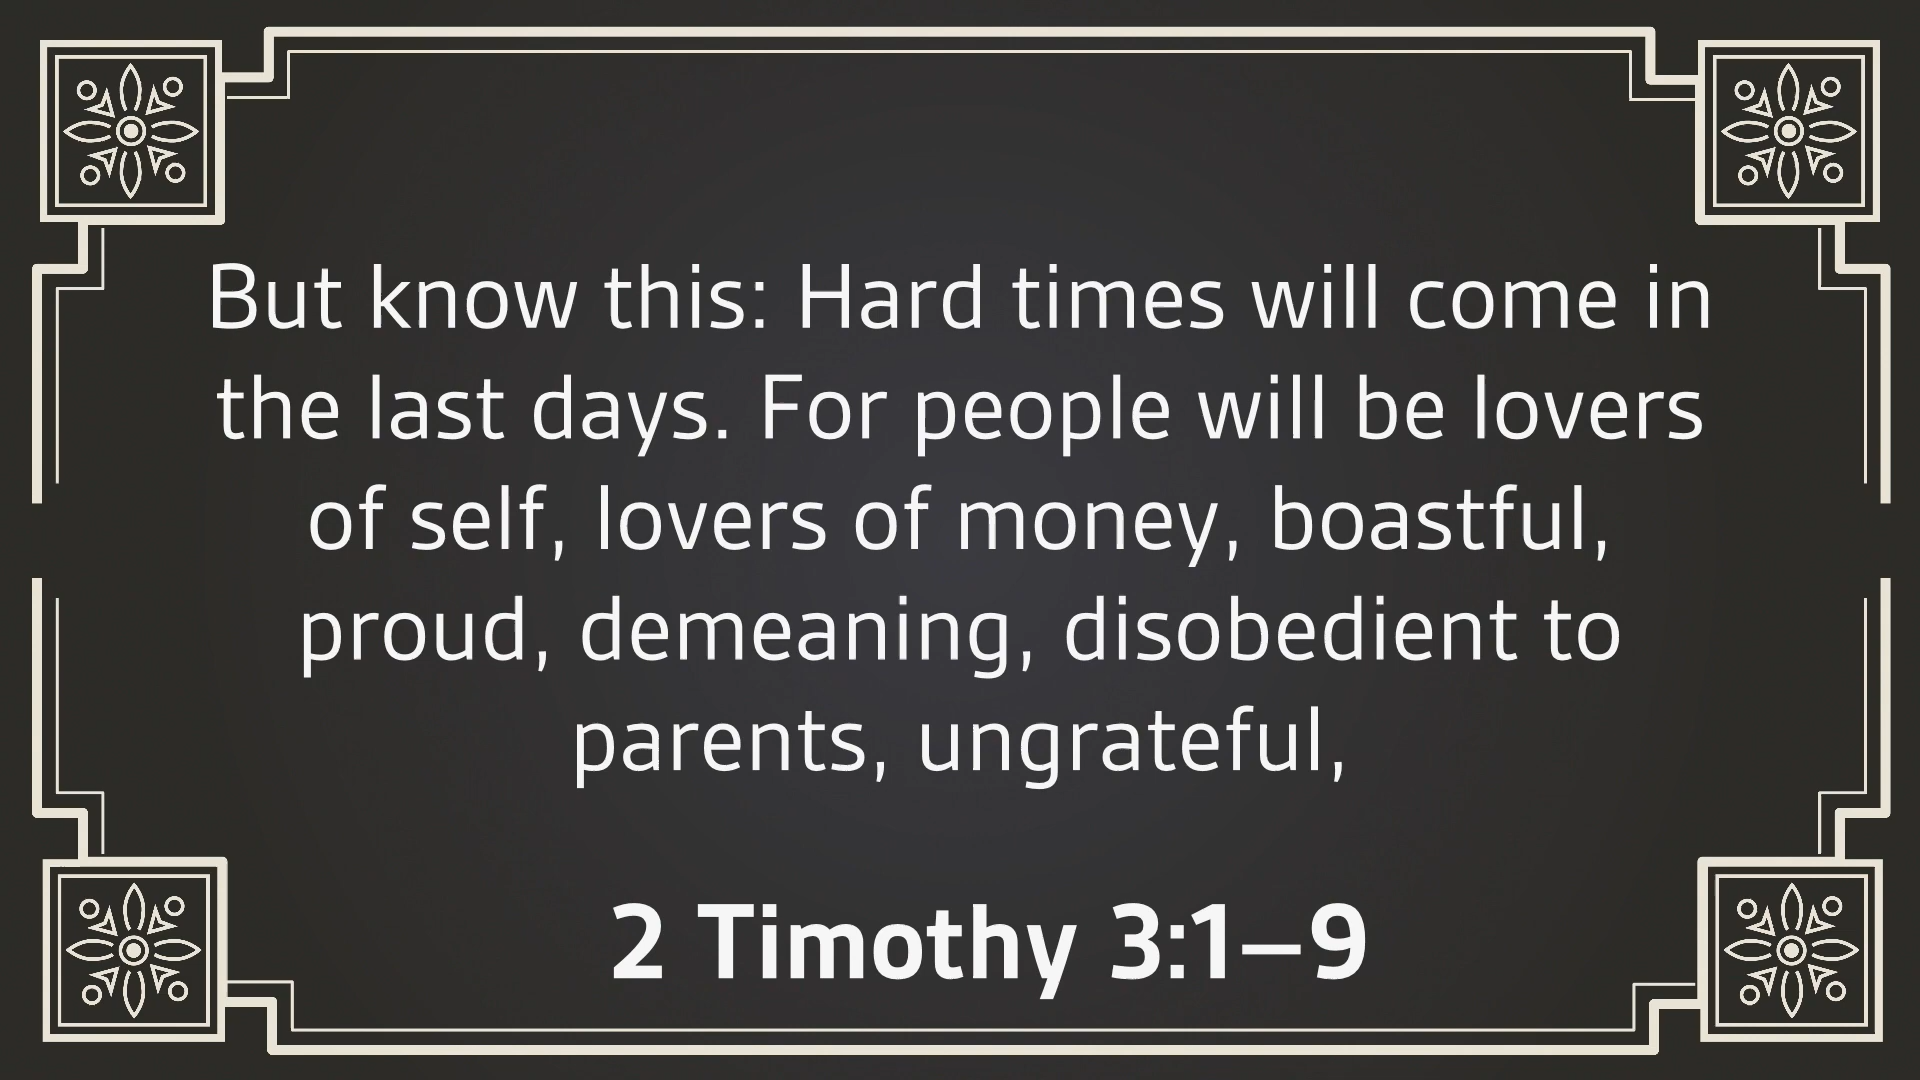 But know this: Hard times will come in
the last days. For people will be lovers
of self, lovers of money, boastful,
proud, demeaning, disobedient to
parents, ungrateful,
2 Timothy 3:1–9